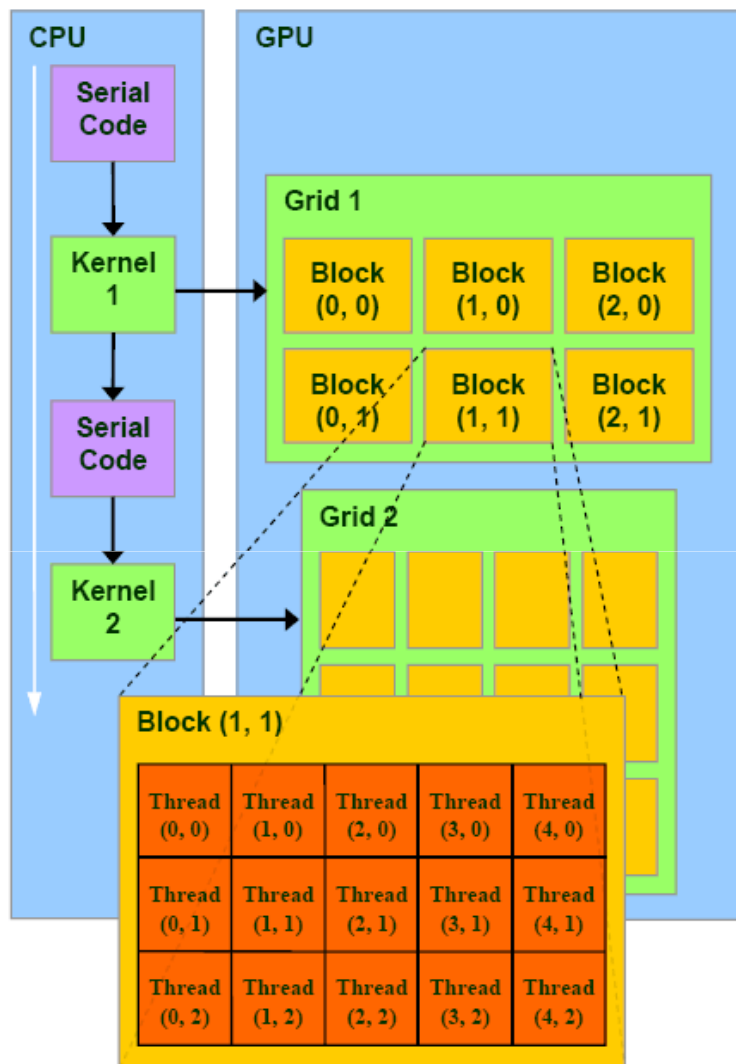 CPU
Serial
Code
Kernel
1
Serial
Code
Kernel
2
GPU
Grid 1
Block
(0, 0)
Block
(1, 0)
Block
(2, 0)
Block
(0, 1)
Block
(1, 1)
Block
(2, 1)
Grid 2
Block (1, 1)
Thread
(0, 0)
Thread
(1, 0)
Thread
(2, 0)
Thread
(3, 0)
Thread
(4, 0)
Thread
(0, 1)
Thread
(1, 1)
Thread
(2, 1)
Thread
(3, 1)
Thread
(4, 1)
Thread
(0, 2)
Thread
(1, 2)
Thread
(2, 2)
Thread
(3, 2)
Thread
(4, 2)